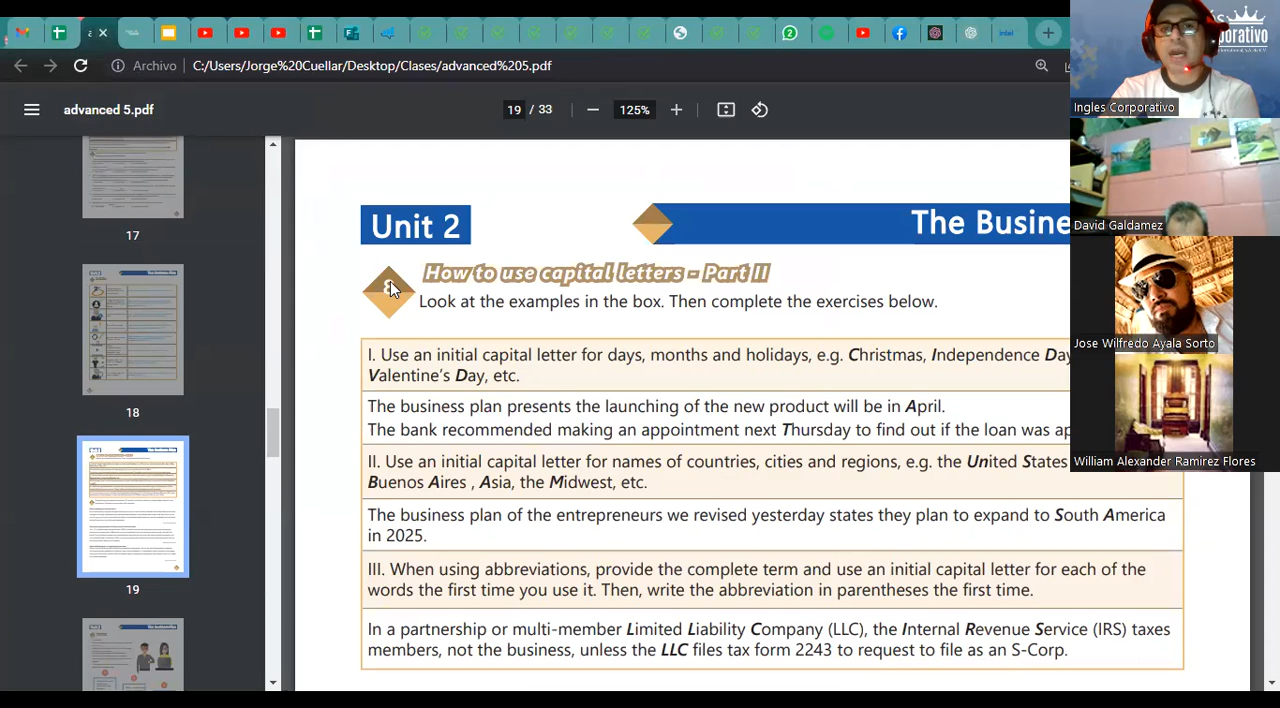 Archivo
C:/Users/Jorge%20Cuellar/Desktop/Clases/advanced%205.pdf
advanced 5.pdf
19 / 33
125%
17
18
19
Unit 2
The Busine
How to use capital letters - Part II
Look at the examples in the box. Then complete the exercises below.
I. Use an initial capital letter for days, months and holidays, e.g. Christmas, Independence Day
Valentine's Day, etc.
The business plan presents the launching of the new product will be in April.
The bank recommended making an appointment next Thursday to find out if the loan was ap
II. Use an initial capital letter for names of countries, cities and regions, e.g. the United States
Buenos Aires , Asia, the Midwest, etc.
The business plan of the entrepreneurs we revised yesterday states they plan to expand to South America
in 2025.
III. When using abbreviations, provide the complete term and use an initial capital letter for each of the
words the first time you use it. Then, write the abbreviation in parentheses the first time.
In a partnership or multi-member Limited Liability Company (LLC), the Internal Revenue Service (IRS) taxes
members, not the business, unless the LLC files tax form 2243 to request to file as an S-Corp.
Ingles Corporativo
David Galdamez
Jose Wilfredo Ayala Sorto
William Alexander Ramirez Flores